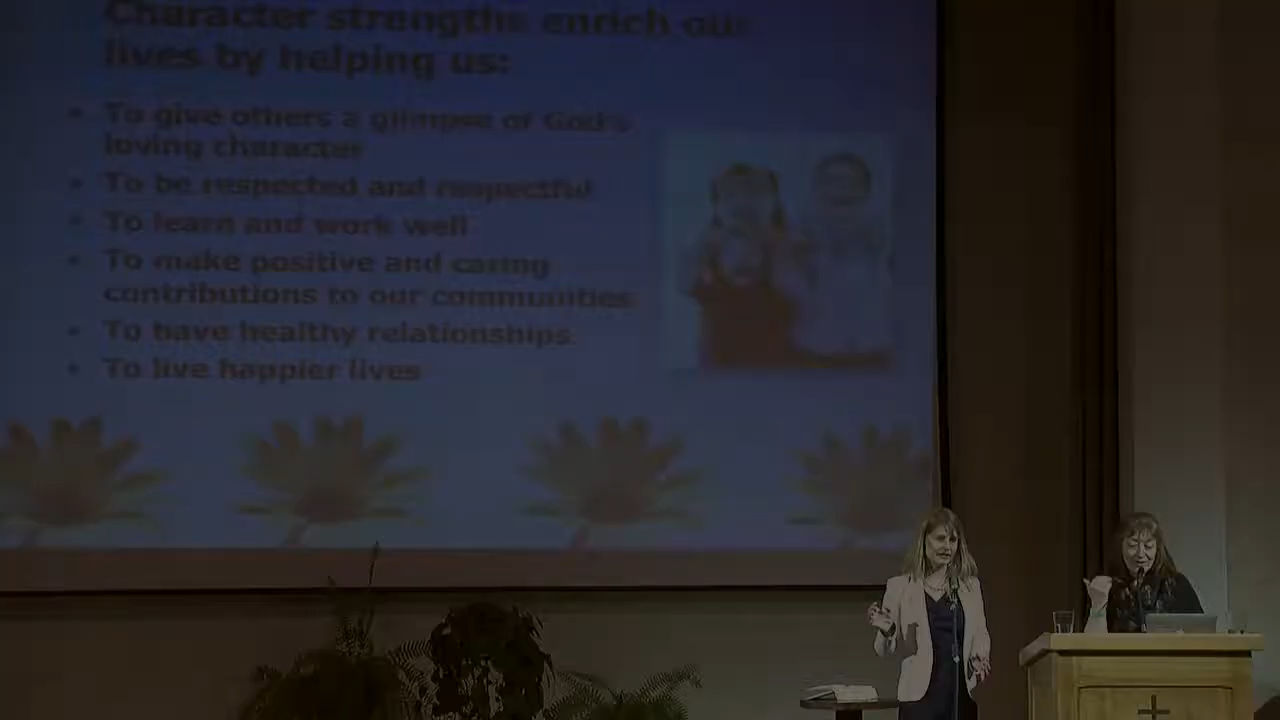 Character strengths enrich our
lives by helping us:
• To give others a glimpse of God's
loving character
• To be respected and respectful
• To learn and work well
• To make positive and caring
contributions to our communities
• To have healthy relationships
• To live happier lives